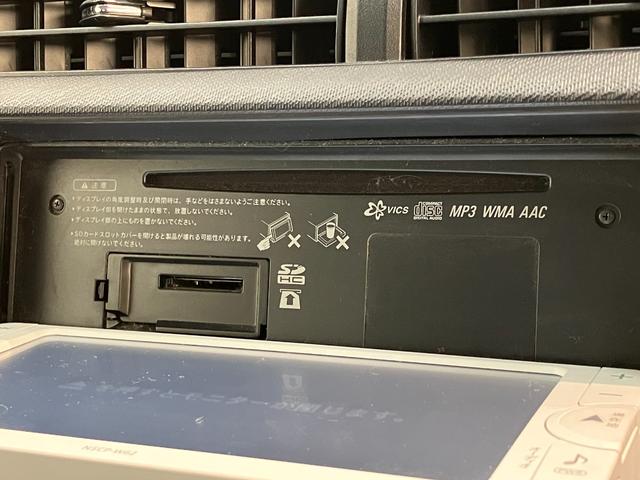 ⚠ 注意
▶ディスプレイの角度調整時及び開閉時は、手などをはさまないようご注意ください。
▶ディスプレイ部を開けたままの状態で、放置しないでください。
▶ディスプレイ部の上にものを置かないでください。
▶SDカードスロットカバーを開けると製品が壊れる可能性があります。
絶対に開けないでください。
VICS COMPACT disc DIGITAL AUDIO MP3 WMA AAC
SD
HC
NSCP-W62
+
−